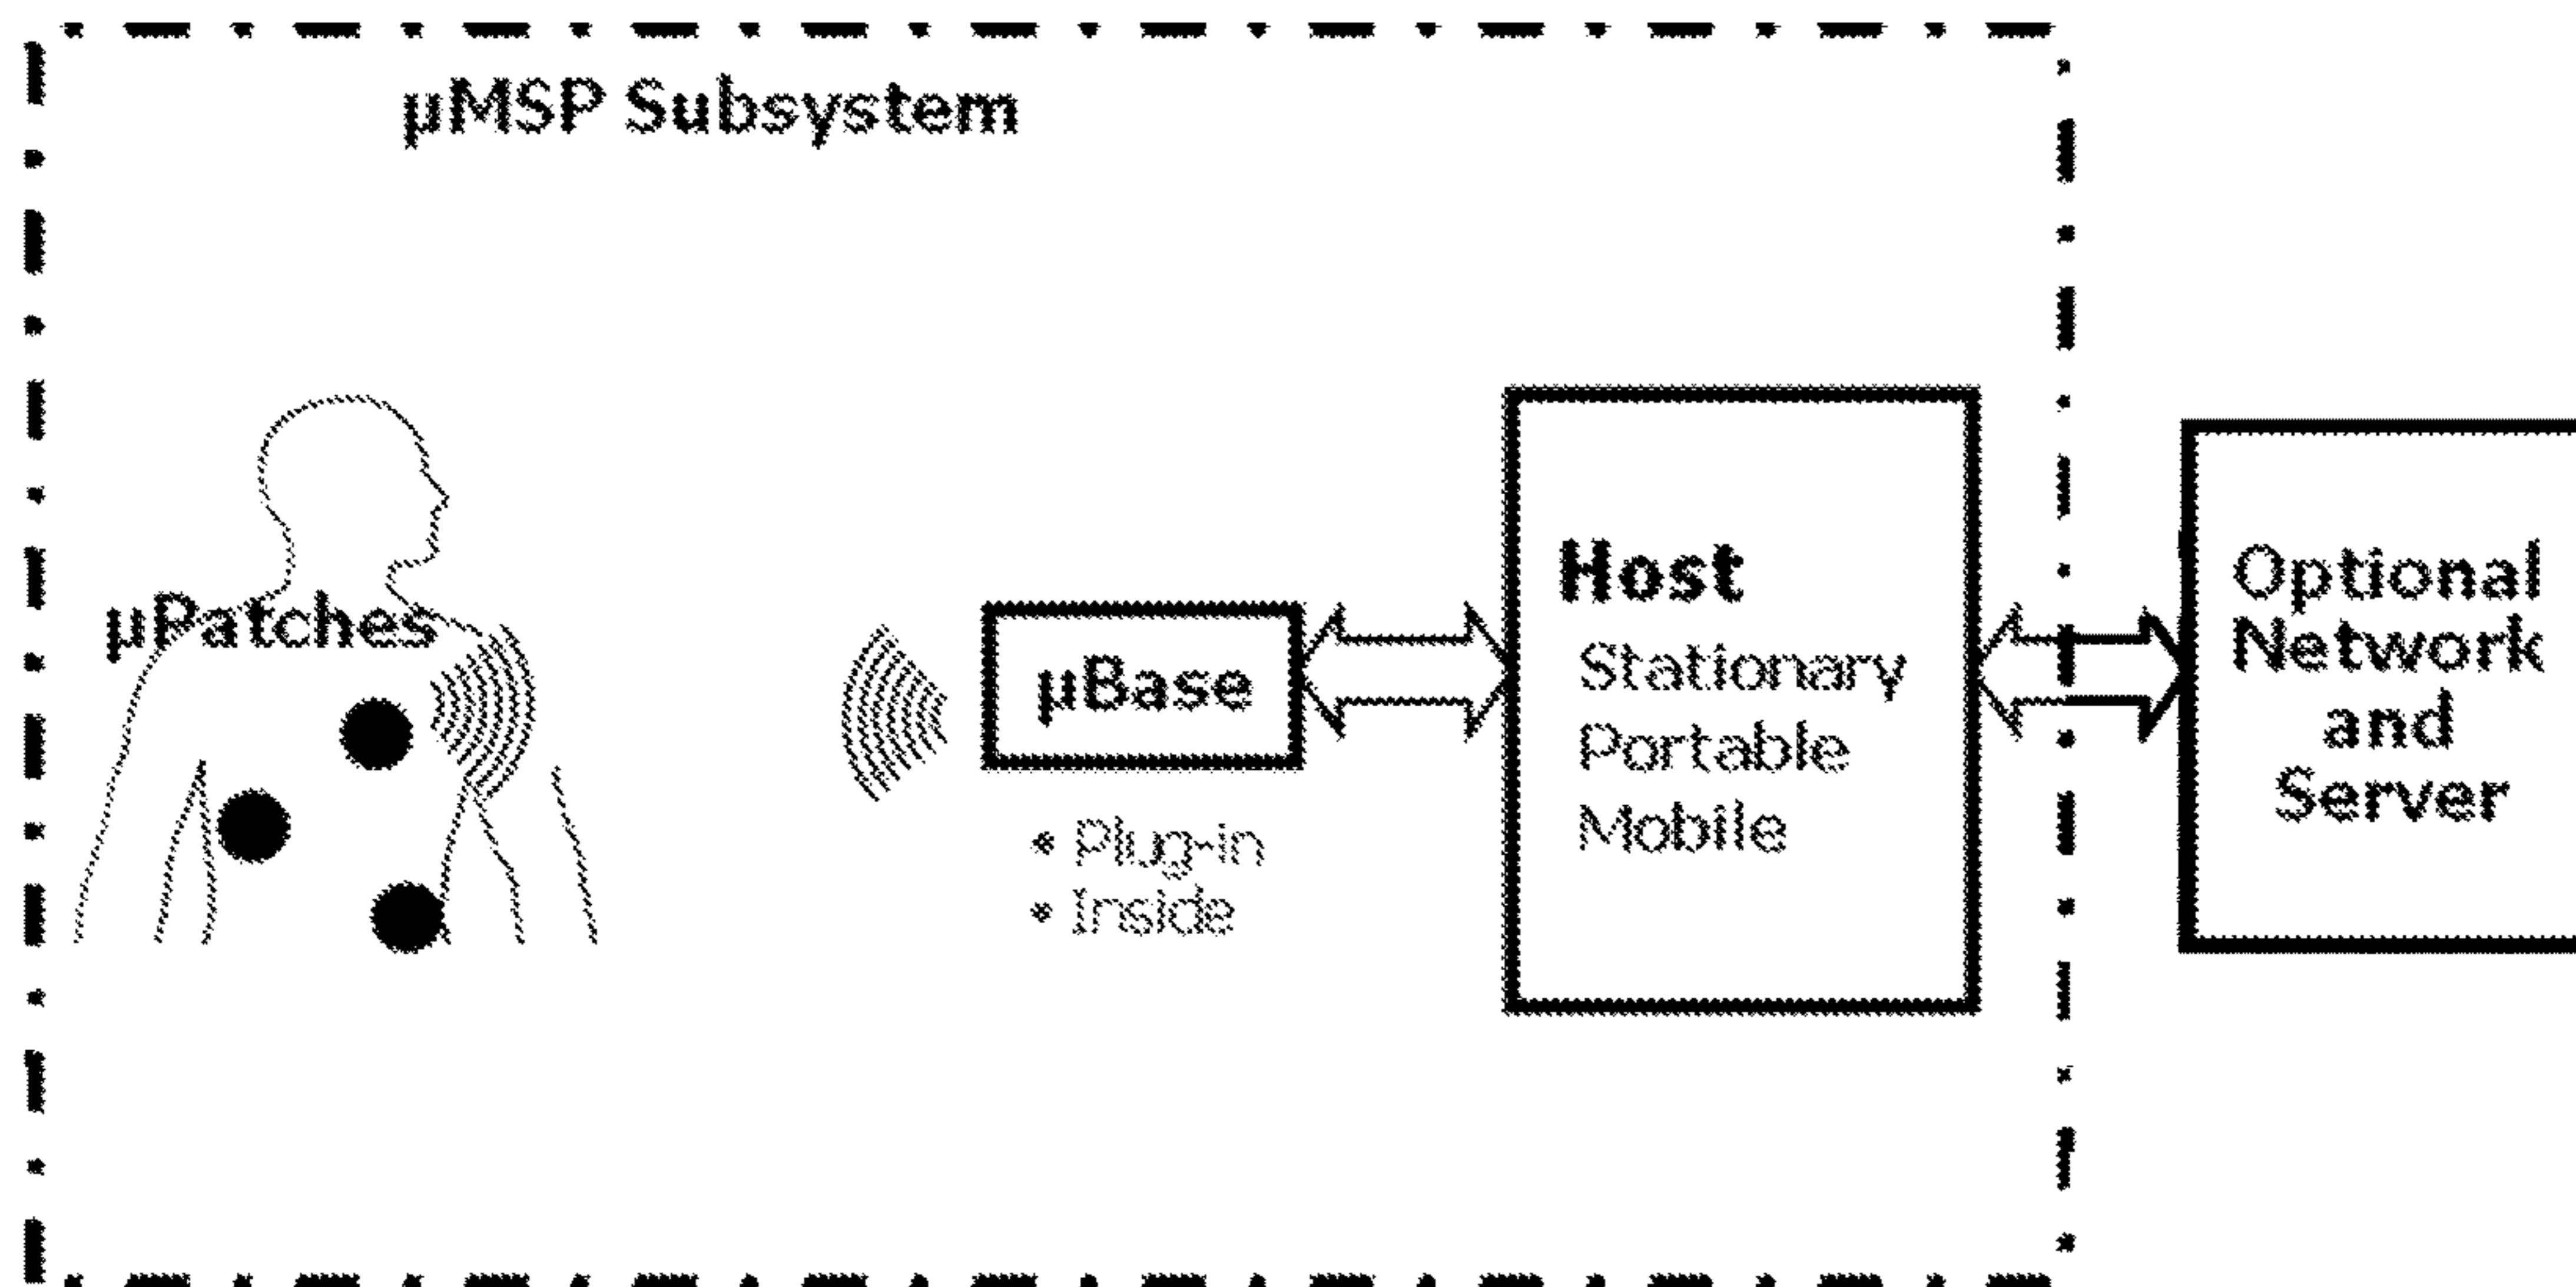 µMSP Subsystem
µPatches
µBase
• Plug-in
• Inside
Host
Stationary
Portable
Mobile
Optional
Network
and
Server